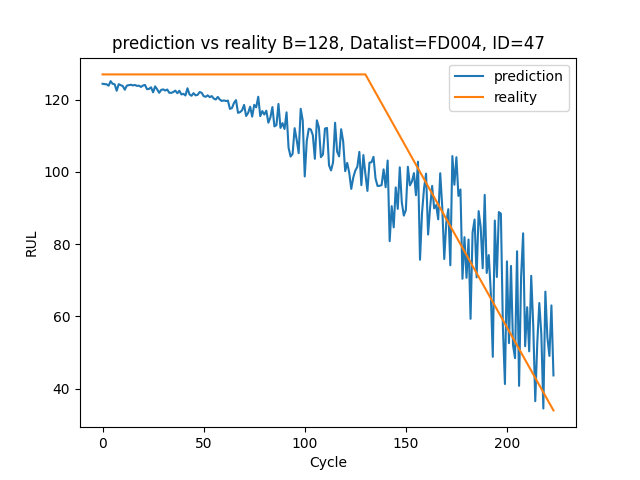 prediction vs reality B=128, Datalist=FD004, ID=47
prediction
reality
RUL
120
100
80
60
40
0
50
100
150
200
Cycle